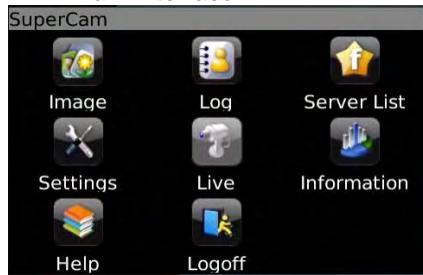 SuperCam
Image Log Server List
Settings Live Information
Help Logoff